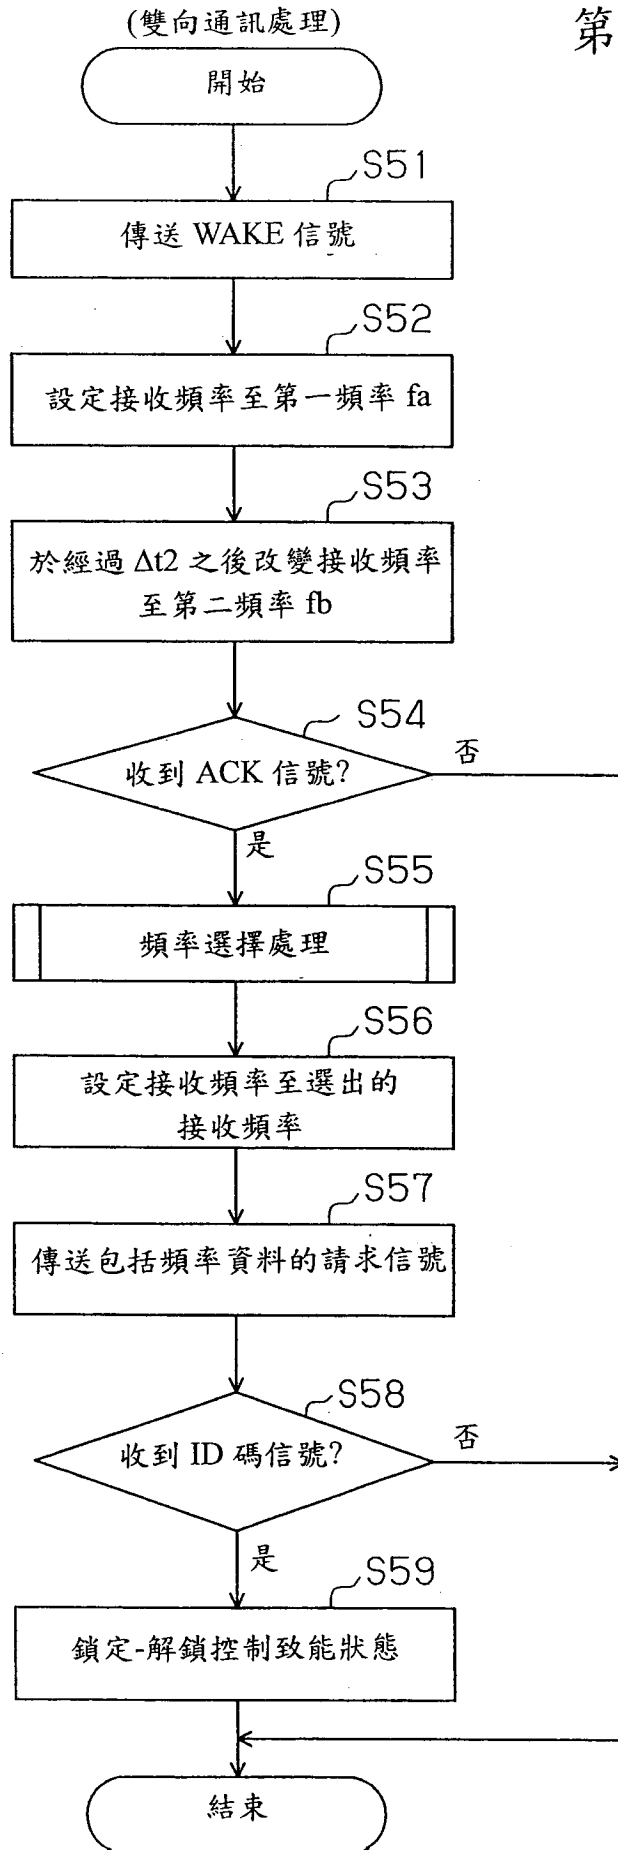 (雙向通訊處理)
第
開始
S51
傳送 WAKE 信號
S52
設定接收頻率至第一頻率 fa
S53
於經過 Δt2 之後改變接收頻率
至第二頻率 fb
S54
收到 ACK 信號?
否
是
S55
頻率選擇處理
S56
設定接收頻率至選出的
接收頻率
S57
傳送包括頻率資料的請求信號
S58
收到 ID 碼信號?
否
是
S59
鎖定-解鎖控制致能狀態
結束